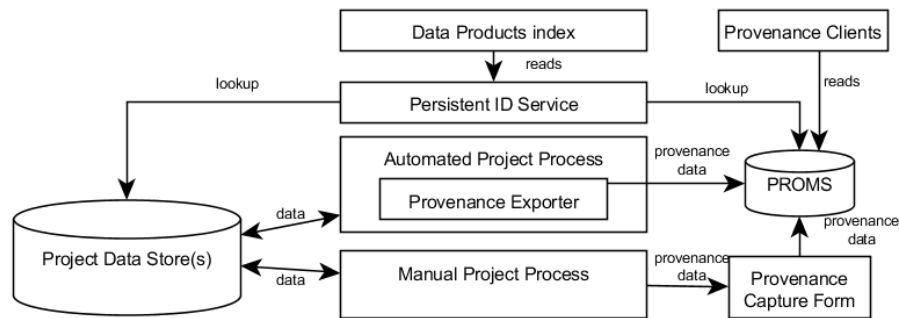 Data Products index
Provenance Clients
reads
lookup
Persistent ID Service
lookup
reads
Automated Project Process
provenance
data
Provenance Exporter
PROMS
data
provenance
data
Project Data Store(s)
data
Manual Project Process
provenance
data
Provenance
Capture Form